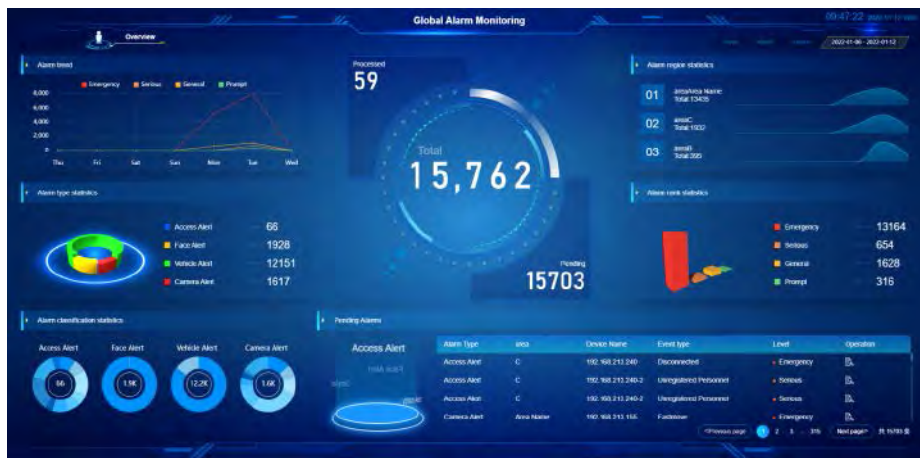 Global Alarm Monitoring
00:47:22
Overview
2022-01-06 - 2022-01-12
Alarm trend
Emergency Serious General Prompt
8,000
6,000
4,000
2,000
0
Thu Fri Sat Sun Mon Tue Wed
Processed
59
Total
15,762
Pending
15703
Alarm region statistics
01 areaArea Name
Total 13435
02 areaC
Total 1932
03 areaB
Total 395
Alarm type statistics
Access Alert 66
Face Alert 1928
Vehicle Alert 12151
Camera Alert 1617
Alarm rank statistics
Emergency 13164
Serious 654
General 1628
Prompt 316
Alarm classification statistics
Access Alert Face Alert Vehicle Alert Camera Alert
66 1.9K 12.2K 1.6K
Pending Alarms
Access Alert
Alarm Type area Device Name Event type Level Operation
Access Alert C 192.168.213.240 Disconnected Emergency
Access Alert C 192.168.213.240-2 Unregistered Personnel Serious
Access Alert C 192.168.213.240-2 Unregistered Personnel Serious
Camera Alert Area Name 192.168.213.155 Fastmove Emergency
<Previous page 1 2 3 ... 315 Next page> 共 15703 条